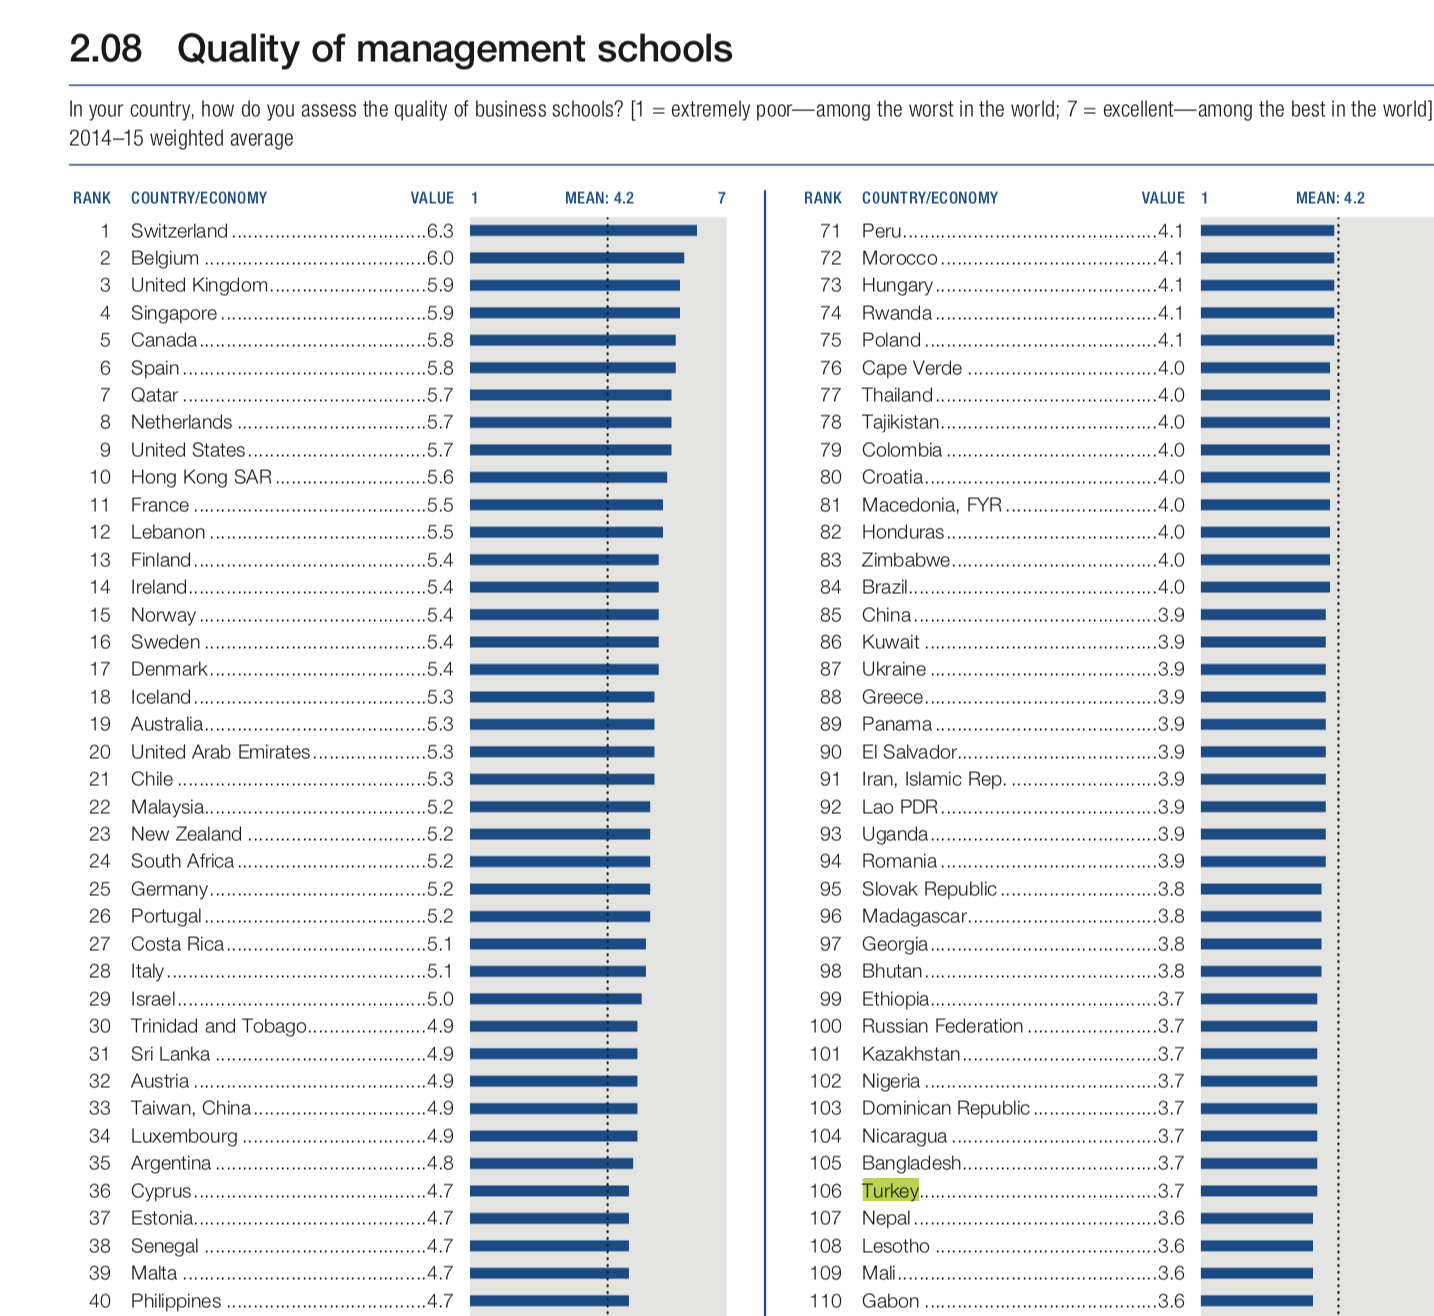 2.08 Quality of management schools
In your country, how do you assess the quality of business schools? [1 = extremely poor—among the worst in the world; 7 = excellent—among the best in the world]
2014–15 weighted average
RANK COUNTRY/ECONOMY VALUE 1 MEAN: 4.2 7
1 Switzerland 6.3
2 Belgium 6.0
3 United Kingdom 5.9
4 Singapore 5.9
5 Canada 5.8
6 Spain 5.8
7 Qatar 5.7
8 Netherlands 5.7
9 United States 5.7
10 Hong Kong SAR 5.6
11 France 5.5
12 Lebanon 5.5
13 Finland 5.4
14 Ireland 5.4
15 Norway 5.4
16 Sweden 5.4
17 Denmark 5.4
18 Iceland 5.3
19 Australia 5.3
20 United Arab Emirates 5.3
21 Chile 5.3
22 Malaysia 5.2
23 New Zealand 5.2
24 South Africa 5.2
25 Germany 5.2
26 Portugal 5.2
27 Costa Rica 5.1
28 Italy 5.1
29 Israel 5.0
30 Trinidad and Tobago 4.9
31 Sri Lanka 4.9
32 Austria 4.9
33 Taiwan, China 4.9
34 Luxembourg 4.9
35 Argentina 4.8
36 Cyprus 4.7
37 Estonia 4.7
38 Senegal 4.7
39 Malta 4.7
40 Philippines 4.7
RANK COUNTRY/ECONOMY VALUE 1 MEAN: 4.2
71 Peru 4.1
72 Morocco 4.1
73 Hungary 4.1
74 Rwanda 4.1
75 Poland 4.1
76 Cape Verde 4.0
77 Thailand 4.0
78 Tajikistan 4.0
79 Colombia 4.0
80 Croatia 4.0
81 Macedonia, FYR 4.0
82 Honduras 4.0
83 Zimbabwe 4.0
84 Brazil 4.0
85 China 3.9
86 Kuwait 3.9
87 Ukraine 3.9
88 Greece 3.9
89 Panama 3.9
90 El Salvador 3.9
91 Iran, Islamic Rep. 3.9
92 Lao PDR 3.9
93 Uganda 3.9
94 Romania 3.9
95 Slovak Republic 3.8
96 Madagascar 3.8
97 Georgia 3.8
98 Bhutan 3.8
99 Ethiopia 3.7
100 Russian Federation 3.7
101 Kazakhstan 3.7
102 Nigeria 3.7
103 Dominican Republic 3.7
104 Nicaragua 3.7
105 Bangladesh 3.7
106 Turkey 3.7
107 Nepal 3.6
108 Lesotho 3.6
109 Mali 3.6
110 Gabon 3.6